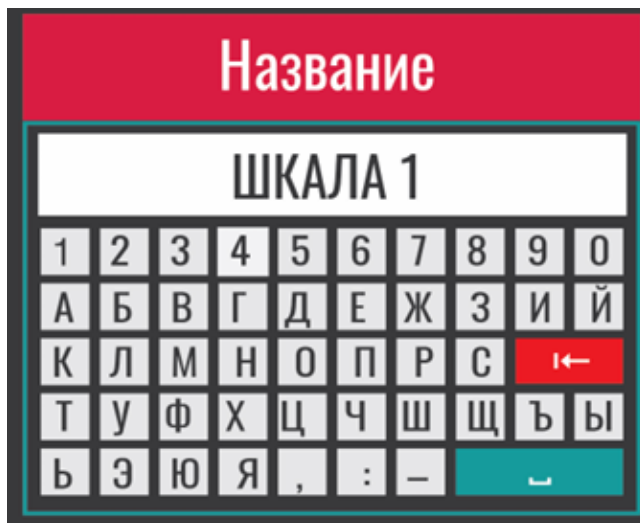 Название
ШКАЛА 1
1 2 3 4 5 6 7 8 9 0
А Б В Г Д Е Ж З И Й
К Л М Н О П Р С
Т У Ф Х Ц Ч Ш Щ Ъ Ы
Ь Э Ю Я , : –